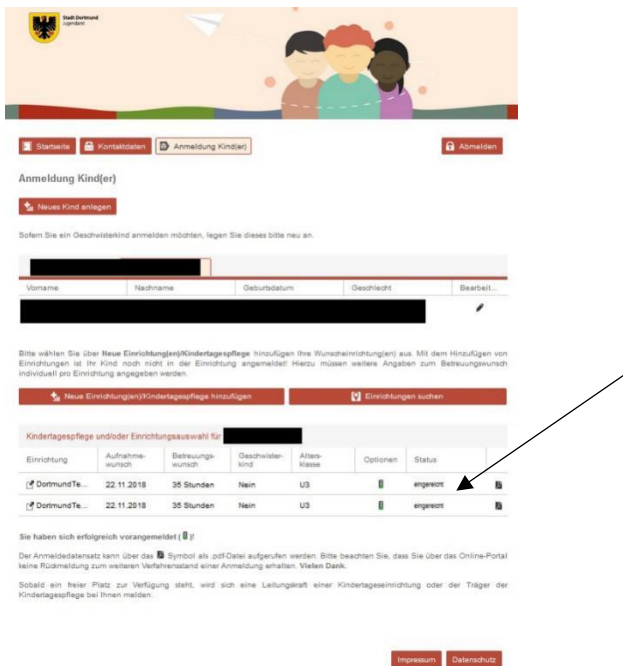 Stadt Dortmund
Jugendamt
Startseite
Kontaktdaten
Anmeldung Kind(er)
Abmelden
Anmeldung Kind(er)
Neues Kind anlegen
Sofern Sie ein Geschwisterkind anmelden möchten, legen Sie dieses bitte neu an.
Vorname Nachname Geburtsdatum Geschlecht Bearbeit...
Bitte wählen Sie über Neue Einrichtung(en)/Kindertagespflege hinzufügen Ihre Wunscheinrichtung(en) aus. Mit dem Hinzufügen von
Einrichtungen ist Ihr Kind noch nicht in der Einrichtung angemeldet! Hierzu müssen weitere Angaben zum Betreuungswunsch
individuell pro Einrichtung angegeben werden.
Neue Einrichtung(en)/Kindertagespflege hinzufügen
Einrichtungen suchen
Kindertagespflege und/oder Einrichtungsauswahl für
Einrichtung Aufnahme-wunsch Betreuungs-wunsch Geschwister-kind Alters-klasse Optionen Status
DortmundTe... 22.11.2018 35 Stunden Nein U3 eingereicht
DortmundTe... 22.11.2018 35 Stunden Nein U3 eingereicht
Sie haben sich erfolgreich vorangemeldet ( )!
Der Anmeldedatensatz kann über das Symbol als .pdf-Datei aufgerufen werden. Bitte beachten Sie, dass Sie über das Online-Portal
keine Rückmeldung zum weiteren Verfahrensstand einer Anmeldung erhalten. Vielen Dank.
Sobald ein freier Platz zur Verfügung steht, wird sich eine Leitungskraft einer Kindertageseinrichtung oder der Träger der
Kindertagespflege bei Ihnen melden.
Impressum
Datenschutz